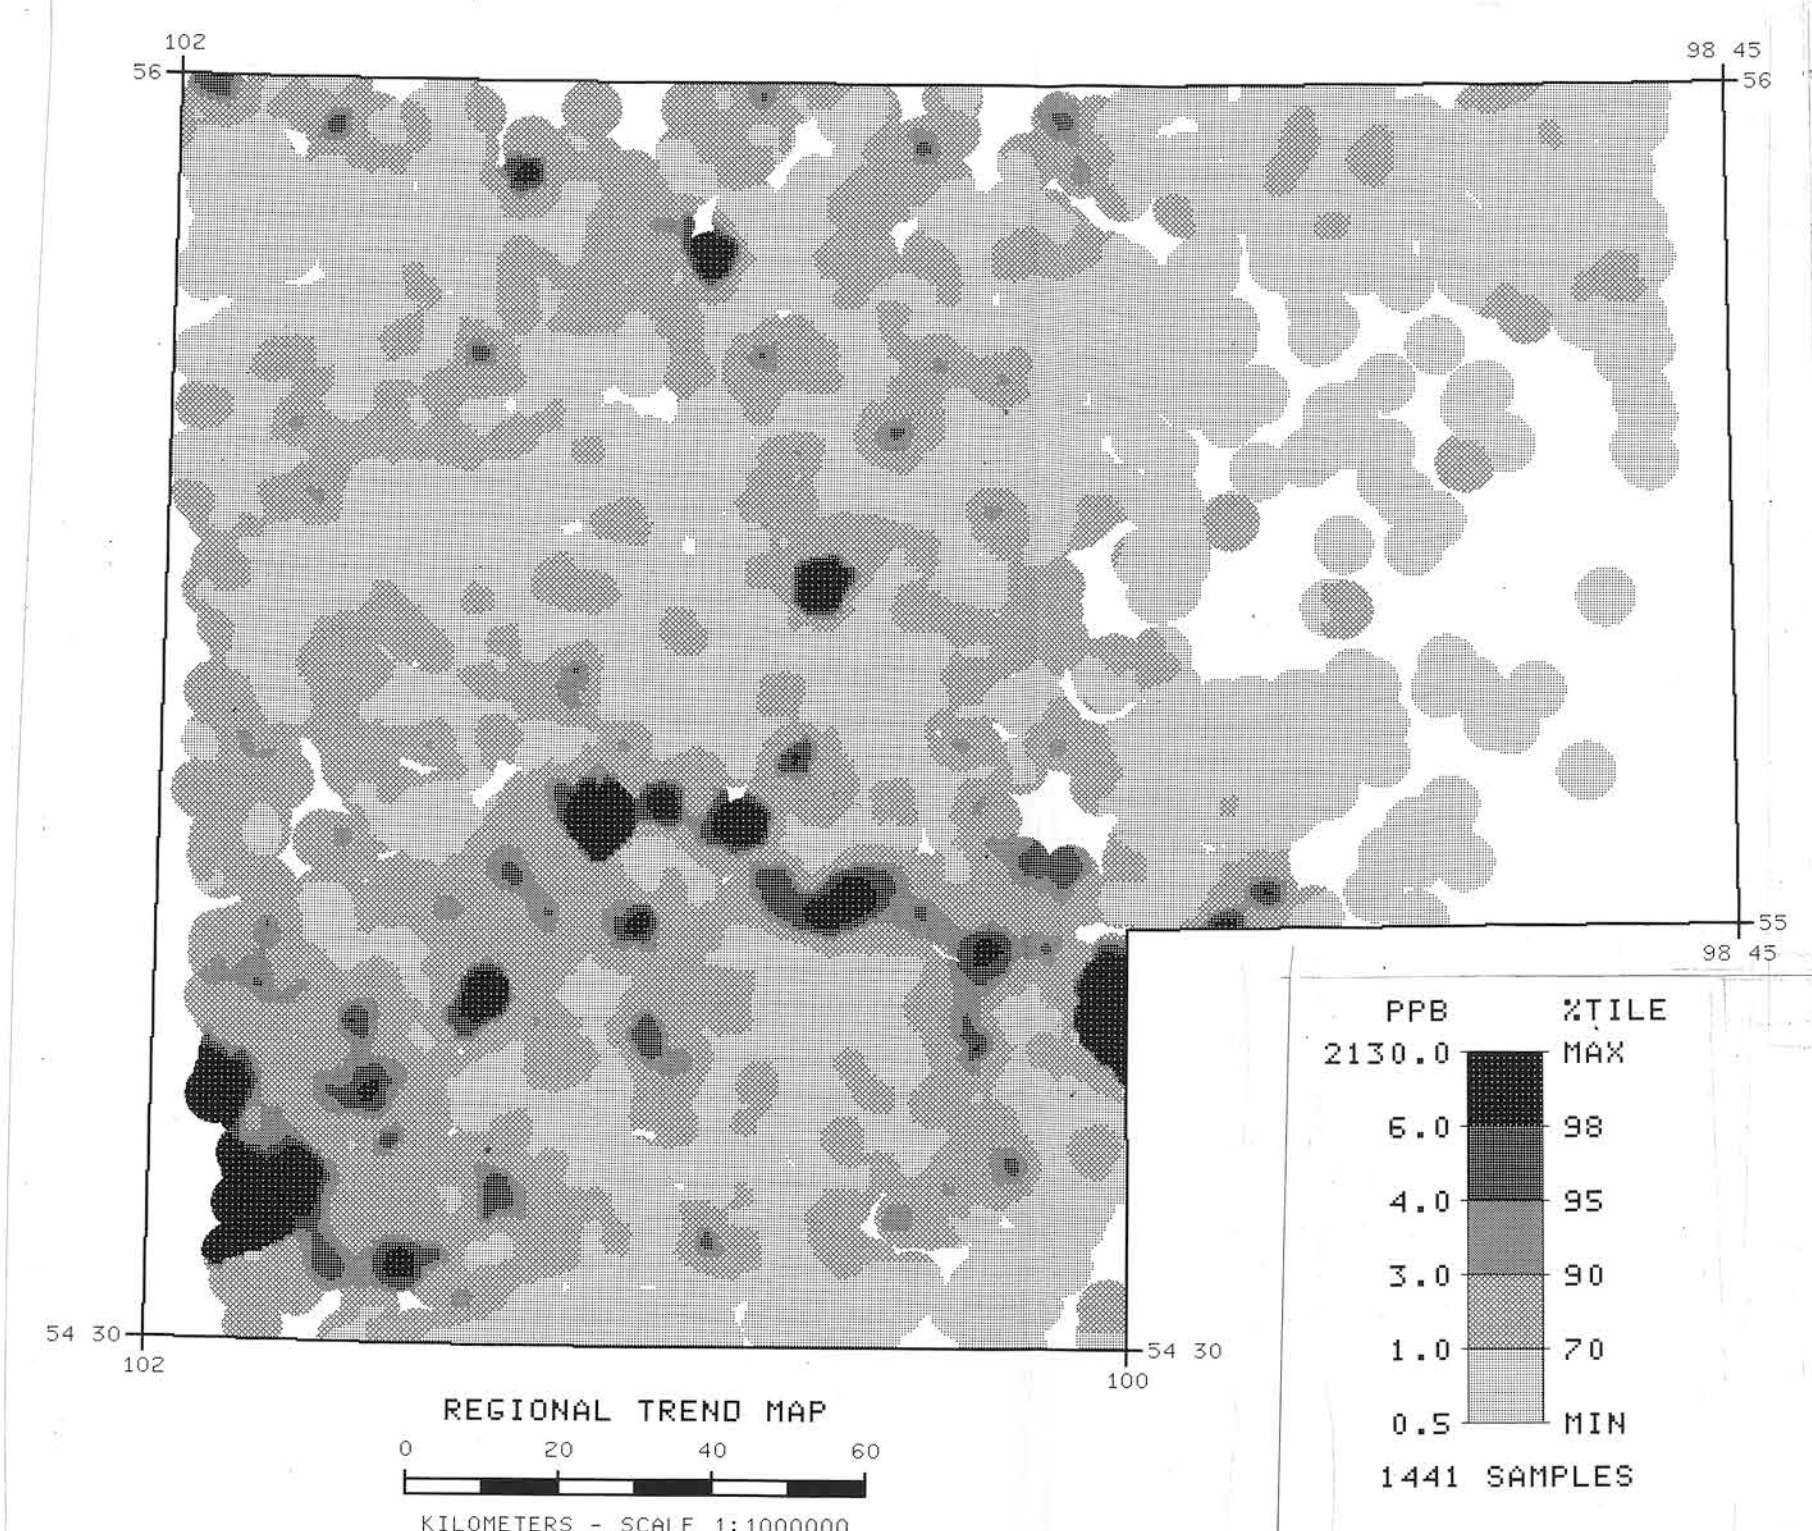 102
98 45
56
56
55
98 45
PPB %TILE
2130.0 MAX
6.0 98
4.0 95
3.0 90
1.0 70
0.5 MIN
1441 SAMPLES
54 30
54 30
102
100
REGIONAL TREND MAP
0 20 40 60
KILOMETERS - SCALE 1:1000000